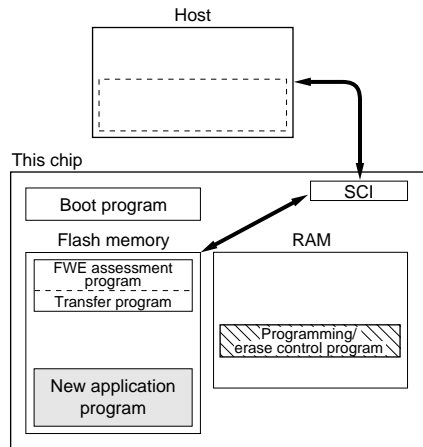 Host
This chip
SCI
Boot program
Flash memory
RAM
FWE assessment
program
Transfer program
Programming/
erase control program
New application
program